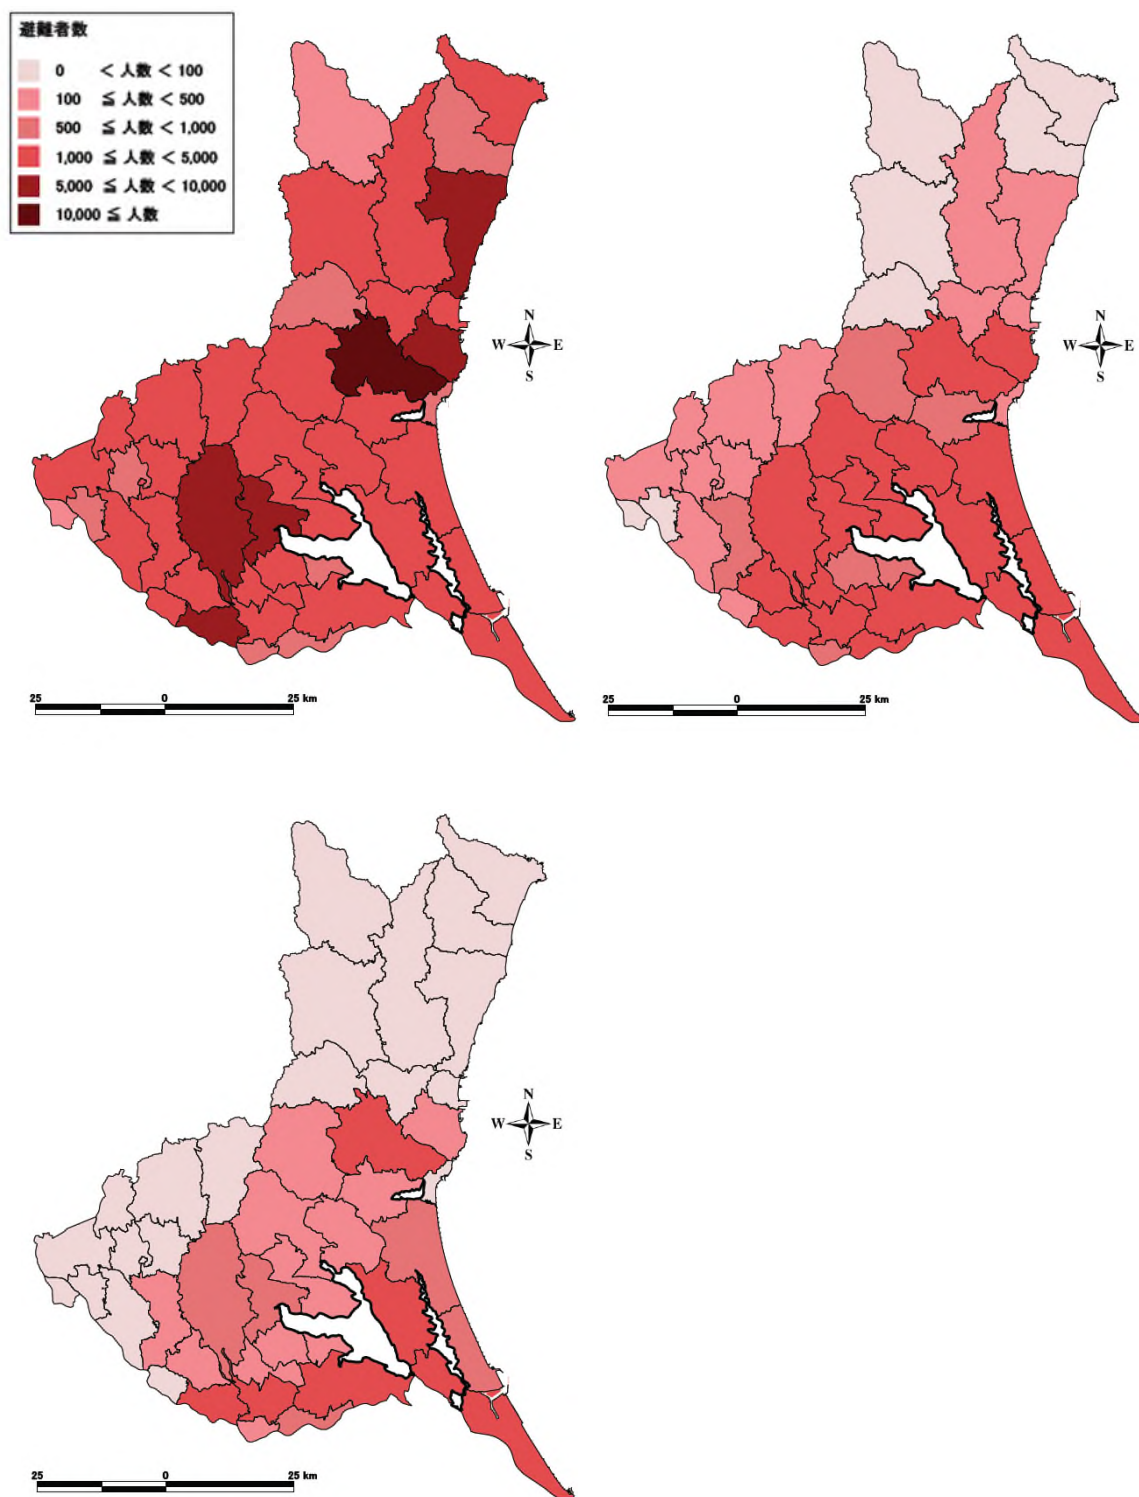 避難者数
0 < 人数 < 100
100 ≦ 人数 < 500
500 ≦ 人数 < 1,000
1,000 ≦ 人数 < 5,000
5,000 ≦ 人数 < 10,000
10,000 ≦ 人数
N
W E
S
25 0 25 km
N
W E
S
25 0 25 km
N
W E
S
25 0 25 km